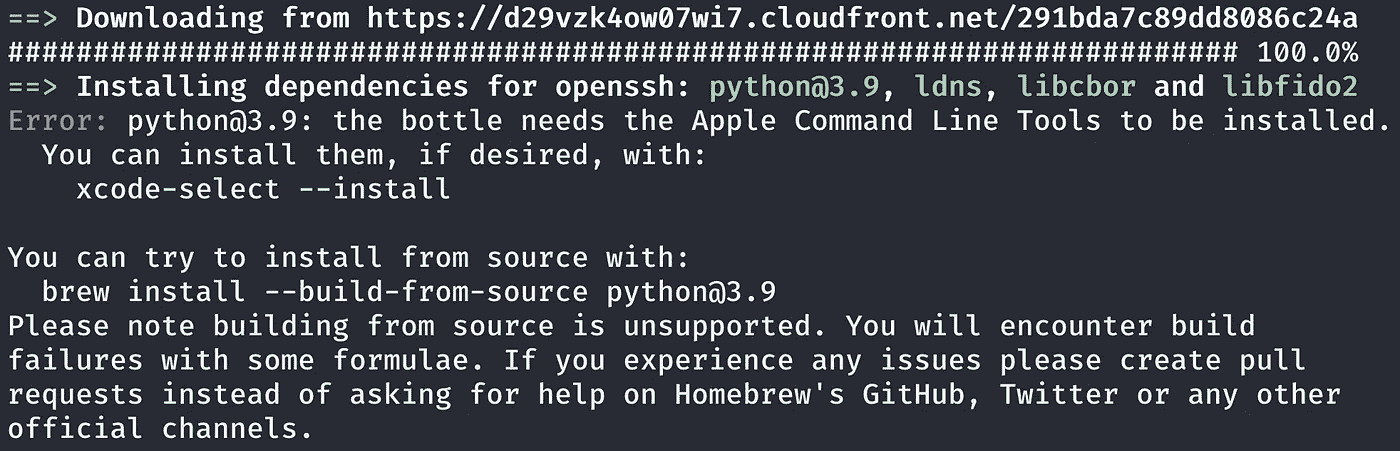 ==> Downloading from https://d29vzk4ow07wi7.cloudfront.net/291bda7c89dd8086c24a
######################################################################## 100.0%
==> Installing dependencies for openssh: python@3.9, ldns, libcbor and libfido2
Error: python@3.9: the bottle needs the Apple Command Line Tools to be installed.
  You can install them, if desired, with:
    xcode-select --install

You can try to install from source with:
  brew install --build-from-source python@3.9
Please note building from source is unsupported. You will encounter build
failures with some formulae. If you experience any issues please create pull
requests instead of asking for help on Homebrew's GitHub, Twitter or any other
official channels.